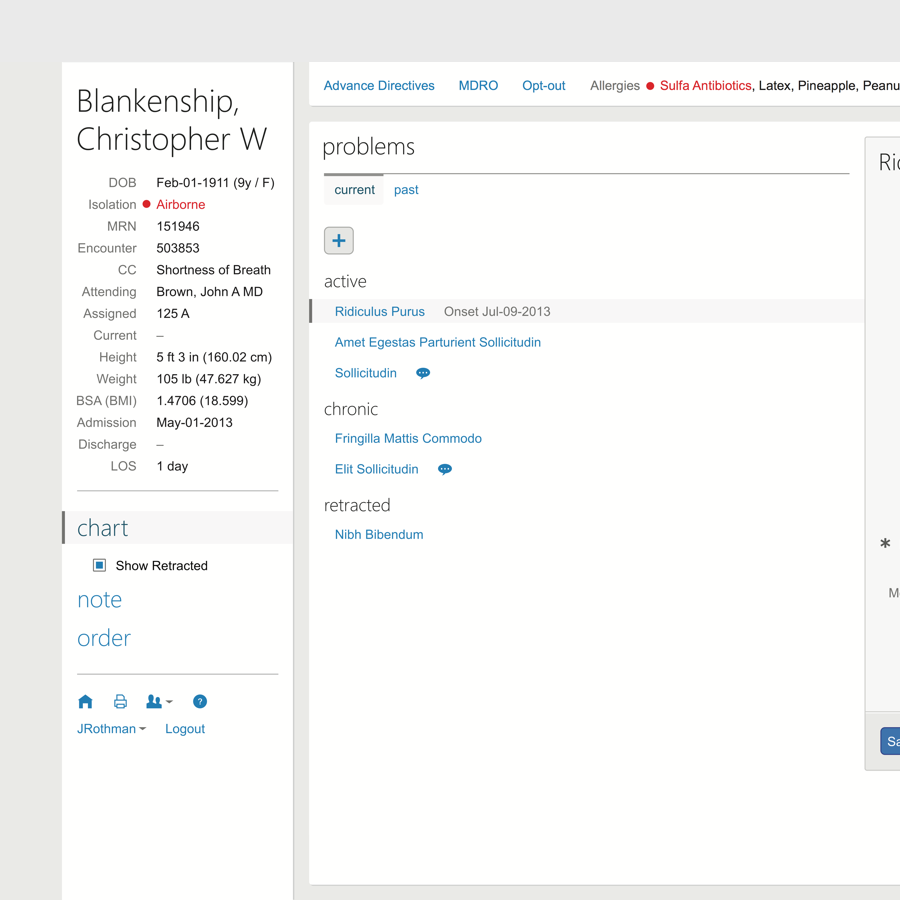 Blankenship,
Christopher W
DOB Feb-01-1911 (9y / F)
Isolation Airborne
MRN 151946
Encounter 503853
CC Shortness of Breath
Attending Brown, John A MD
Assigned 125 A
Current –
Height 5 ft 3 in (160.02 cm)
Weight 105 lb (47.627 kg)
BSA (BMI) 1.4706 (18.599)
Admission May-01-2013
Discharge –
LOS 1 day
chart
Show Retracted
note
order
?
JRothman Logout
Advance Directives MDRO Opt-out Allergies Sulfa Antibiotics, Latex, Pineapple, Peanu
problems
current past
+
active
Ridiculus Purus Onset Jul-09-2013
Amet Egestas Parturient Sollicitudin
Sollicitudin
chronic
Fringilla Mattis Commodo
Elit Sollicitudin
retracted
Nibh Bibendum
Ric
*
Mo
Sa